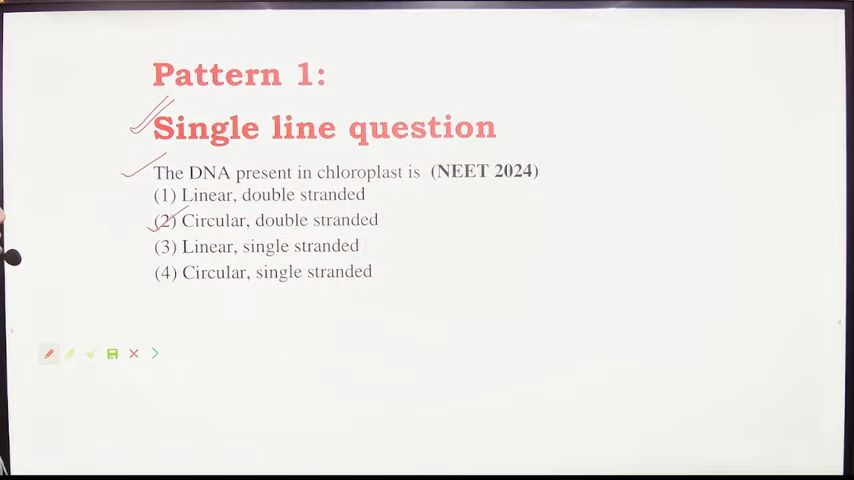 Pattern 1:
Single line question
The DNA present in chloroplast is (NEET 2024)
(1) Linear, double stranded
(2) Circular, double stranded
(3) Linear, single stranded
(4) Circular, single stranded